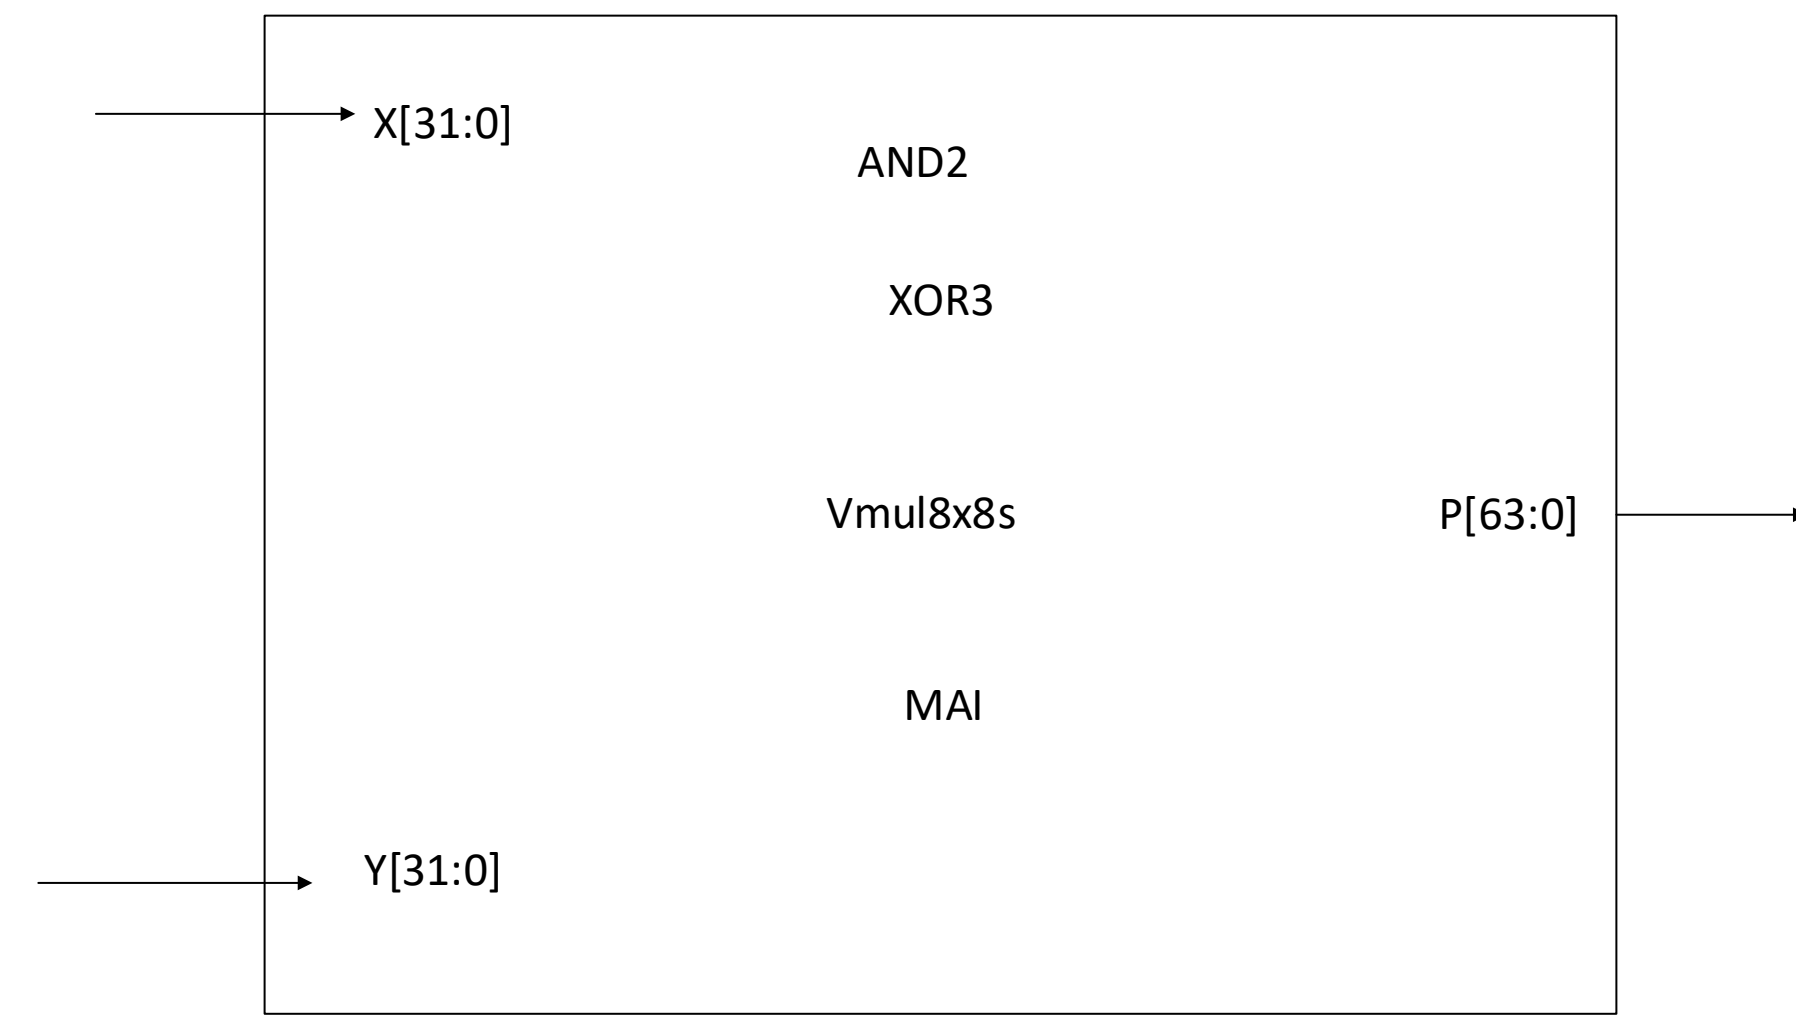 X[31:0]
AND2
XOR3
Vmul8x8s
P[63:0]
MAI
Y[31:0]